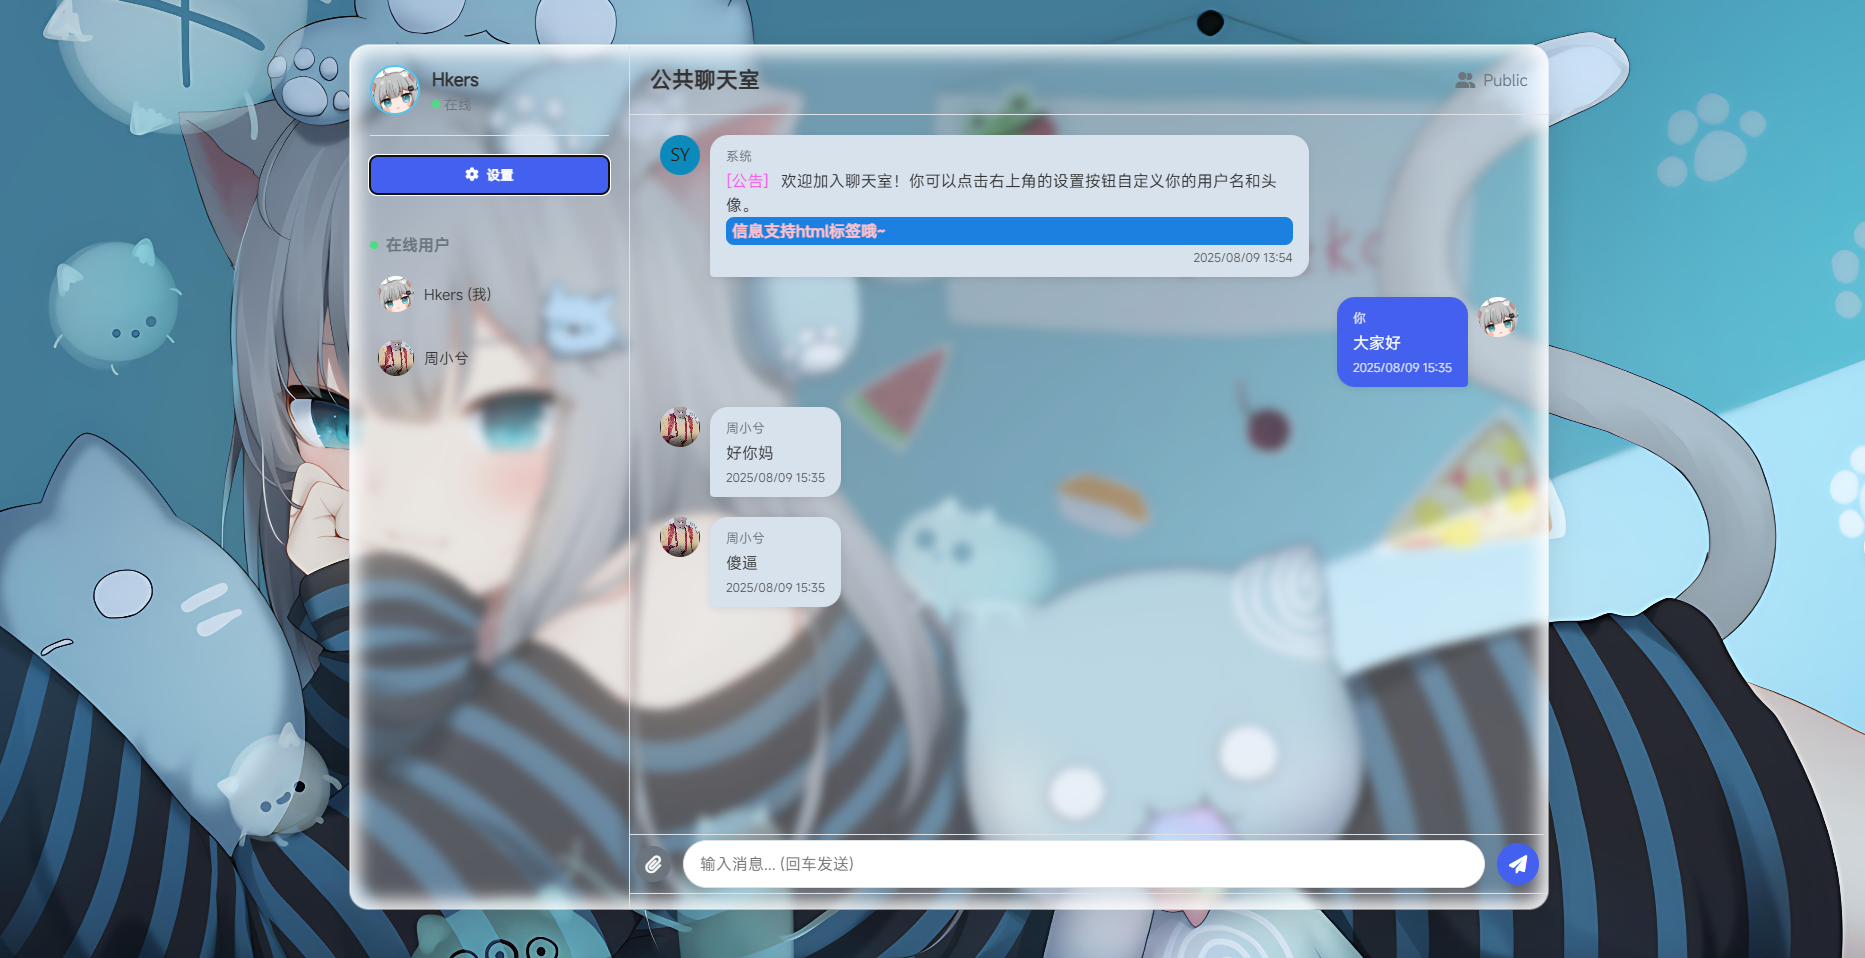 Hkers
在线
设置
在线用户
Hkers (我)
周小兮
公共聊天室
Public
SY
系统
[公告] 欢迎加入聊天室！你可以点击右上角的设置按钮自定义你的用户名和头
像。
信息支持html标签哦~
2025/08/09 13:54
你
大家好
2025/08/09 15:35
周小兮
好你妈
2025/08/09 15:35
周小兮
傻逼
2025/08/09 15:35
输入消息... (回车发送)